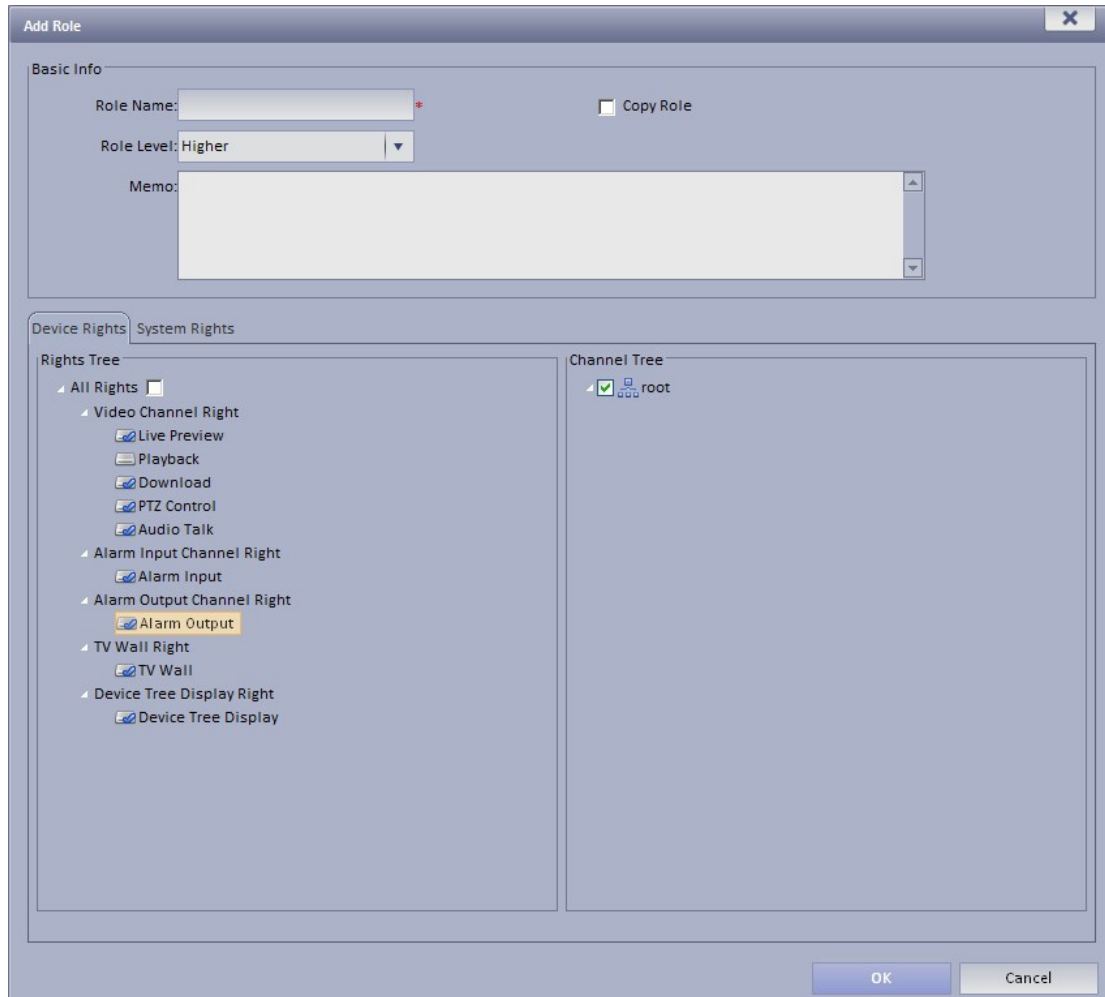 Add Role
Basic Info
Role Name: *
Copy Role
Role Level: Higher
Memo:
Device Rights System Rights
Rights Tree
All Rights
Video Channel Right
Live Preview
Playback
Download
PTZ Control
Audio Talk
Alarm Input Channel Right
Alarm Input
Alarm Output Channel Right
Alarm Output
TV Wall Right
TV Wall
Device Tree Display Right
Device Tree Display
Channel Tree
root
OK Cancel